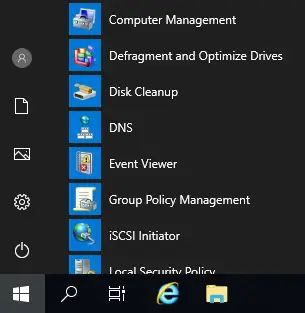 Computer Management
Defragment and Optimize Drives
Disk Cleanup
DNS
Event Viewer
Group Policy Management
iSCSI Initiator
Local Security Policy